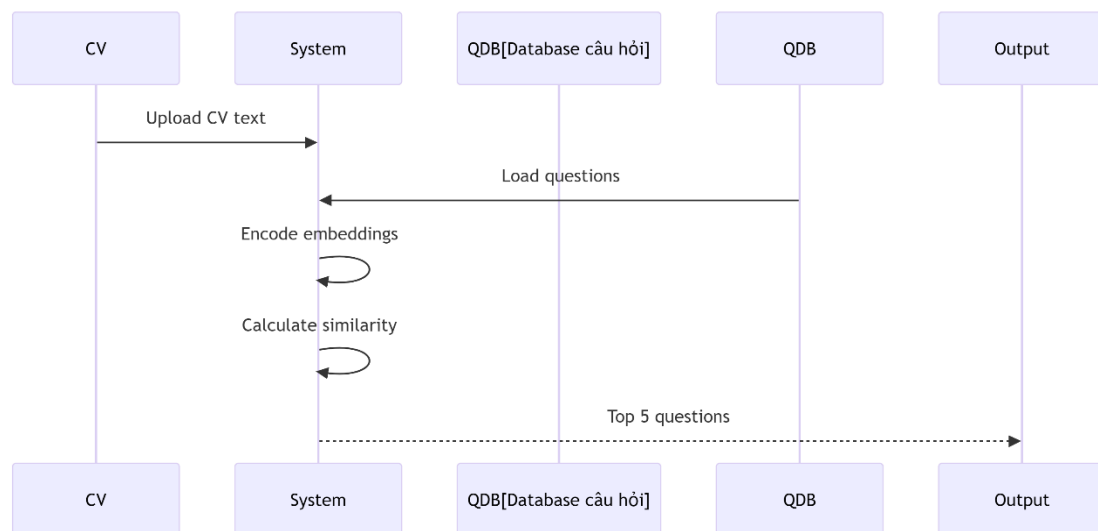 CV
System
QDB[Database câu hỏi]
QDB
Output
Upload CV text
Load questions
Encode embeddings
Calculate similarity
Top 5 questions
CV
System
QDB[Database câu hỏi]
QDB
Output